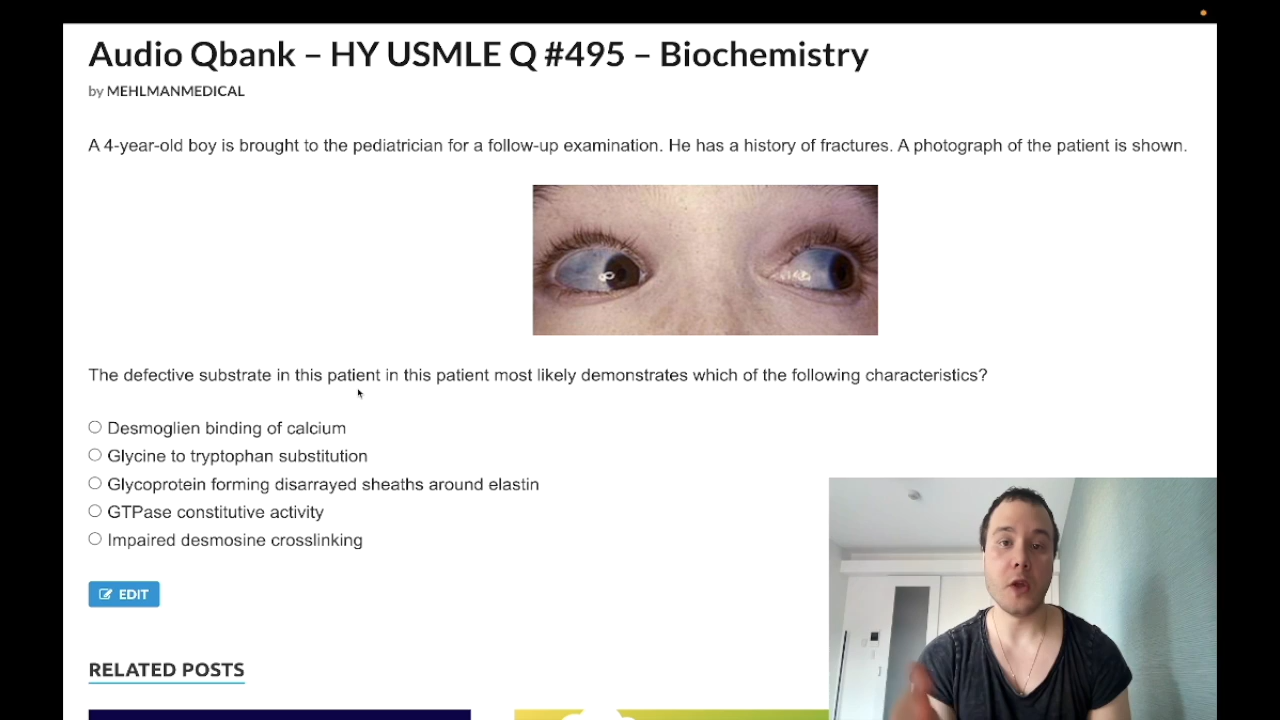 Audio Qbank – HY USMLE Q #495 – Biochemistry
by MEHLMANMEDICAL
A 4-year-old boy is brought to the pediatrician for a follow-up examination. He has a history of fractures. A photograph of the patient is shown.
The defective substrate in this patient in this patient most likely demonstrates which of the following characteristics?
Desmoglien binding of calcium
Glycine to tryptophan substitution
Glycoprotein forming disarrayed sheaths around elastin
GTPase constitutive activity
Impaired desmosine crosslinking
EDIT
RELATED POSTS